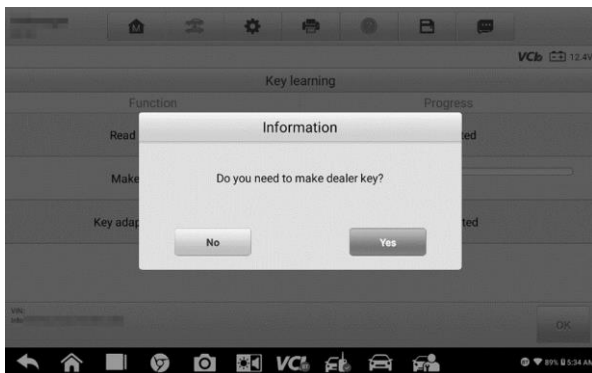 M
VCIo 12.4V
Key learning
Function Progress
Read
Information
ted
Do you need to make dealer key?
Make
Key adap
ted
No Yes
VIN:
OK
VCI
89% 5:34 AM